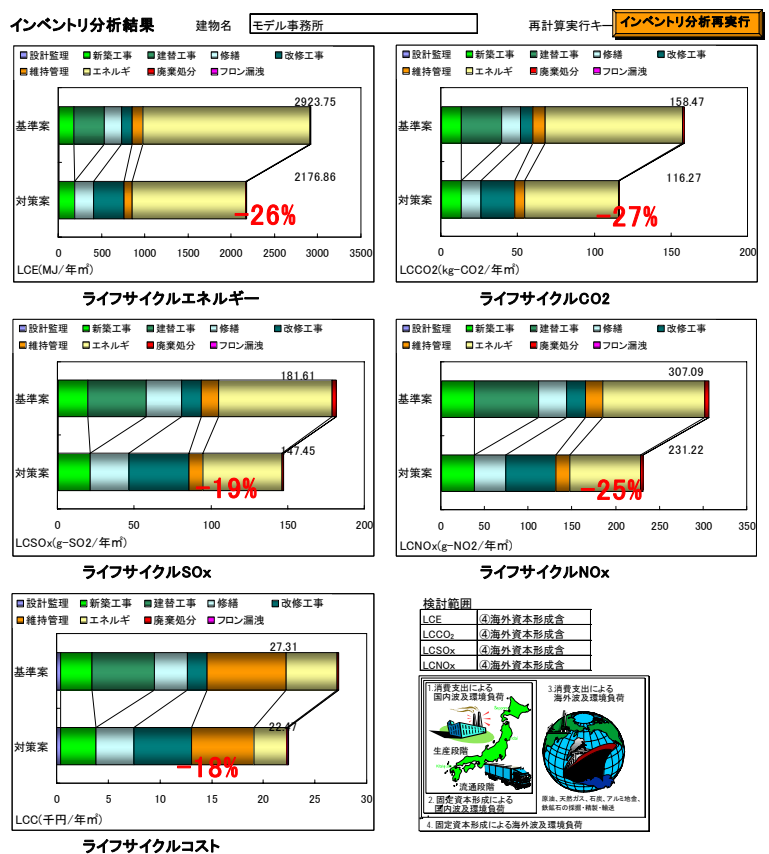 インベントリ分析結果
建物名
モデル事務所
再計算実行キー
インベントリ分析再実行
設計監理 新築工事 建替工事 修繕 改修工事
維持管理 エネルギ 廃棄処分 フロン漏洩
2923.75
基準案
2176.86
対策案
-26%
0 500 1000 1500 2000 2500 3000 3500
LCE(MJ/年㎡)
ライフサイクルエネルギー
設計監理 新築工事 建替工事 修繕 改修工事
維持管理 エネルギ 廃棄処分 フロン漏洩
158.47
基準案
116.27
対策案
-27%
0 50 100 150 200
LCCO2(kg-CO2/年㎡)
ライフサイクルCO2
設計監理 新築工事 建替工事 修繕 改修工事
維持管理 エネルギ 廃棄処分 フロン漏洩
181.61
基準案
147.45
対策案
-19%
0 50 100 150 200
LCSOx(g-SO2/年㎡)
ライフサイクルSOx
設計監理 新築工事 建替工事 修繕 改修工事
維持管理 エネルギ 廃棄処分 フロン漏洩
307.09
基準案
231.22
対策案
-25%
0 50 100 150 200 250 300 350
LCNOx(g-NO2/年㎡)
ライフサイクルNOx
設計監理 新築工事 建替工事 修繕 改修工事
維持管理 エネルギ 廃棄処分 フロン漏洩
27.31
基準案
22.47
対策案
-18%
0 5 10 15 20 25 30
LCC(千円/年㎡)
ライフサイクルコスト
検討範囲
LCE ④海外資本形成含
LCCO₂ ④海外資本形成含
LCSOx ④海外資本形成含
LCNOx ④海外資本形成含
1.消費支出による
国内波及環境負荷
生産段階
流通段階
2.固定資本形成による
国内波及環境負荷
3.消費支出による
海外波及環境負荷
原油、天然ガス、石炭、アルミ地金、
鉄鉱石の採掘・精製・輸送
4.固定資本形成による海外波及環境負荷